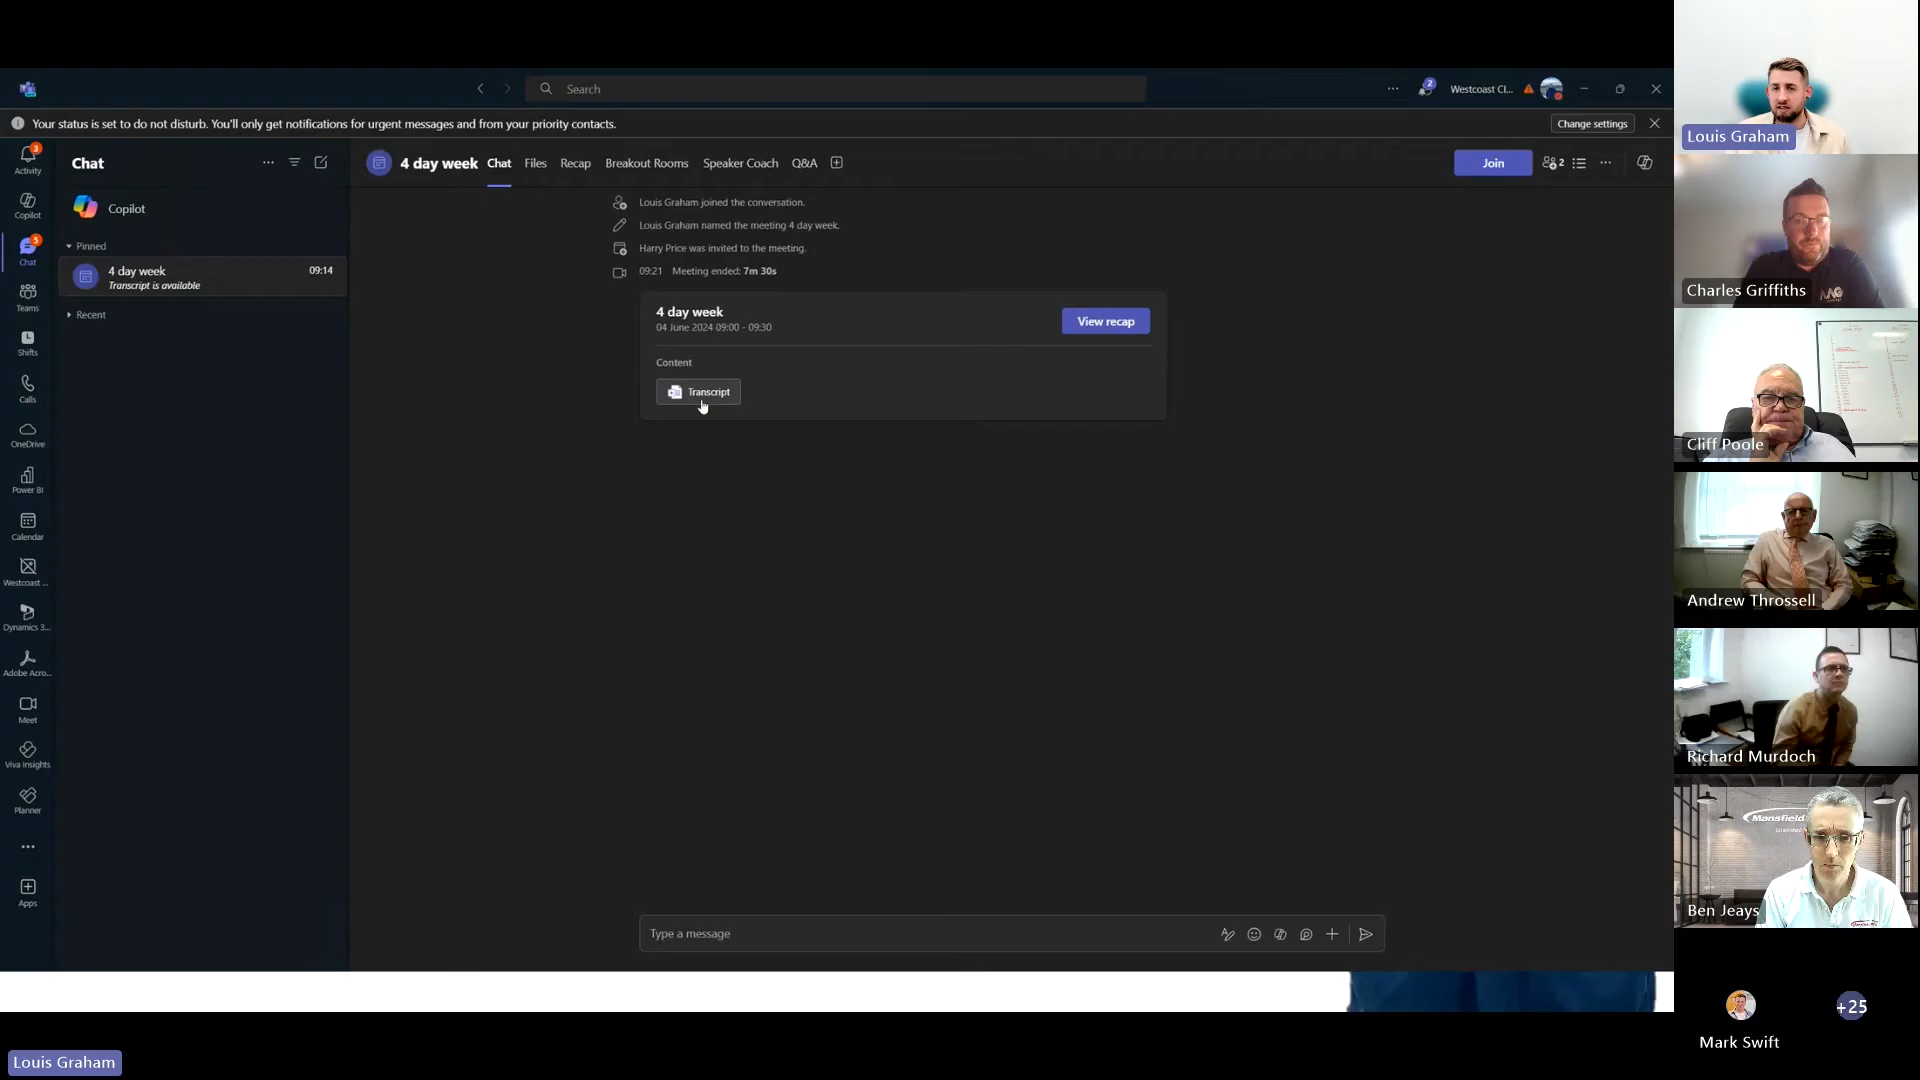 Search
2
Westcoast Cl...
Your status is set to do not disturb. You'll only get notifications for urgent messages and from your priority contacts.
Change settings
3
Activity
Copilot
5
Chat
Teams
Shifts
Calls
OneDrive
Power BI
Calendar
Westcoast ...
Dynamics 3...
Adobe Acro...
Meet
Viva Insights
Planner
Apps
Chat
Copilot
Pinned
4 day week 09:14
Transcript is available
Recent
4 day week Chat Files Recap Breakout Rooms Speaker Coach Q&A
Join
2
Louis Graham joined the conversation.
Louis Graham named the meeting 4 day week.
Harry Price was invited to the meeting.
09:21 Meeting ended: 7m 30s
4 day week
04 June 2024 09:00 - 09:30
View recap
Content
Transcript
Type a message
Louis Graham
Charles Griffiths
Cliff Poole
Andrew Throssell
Richard Murdoch
Mansfield
Ben Jeays
+25
Mark Swift
Louis Graham